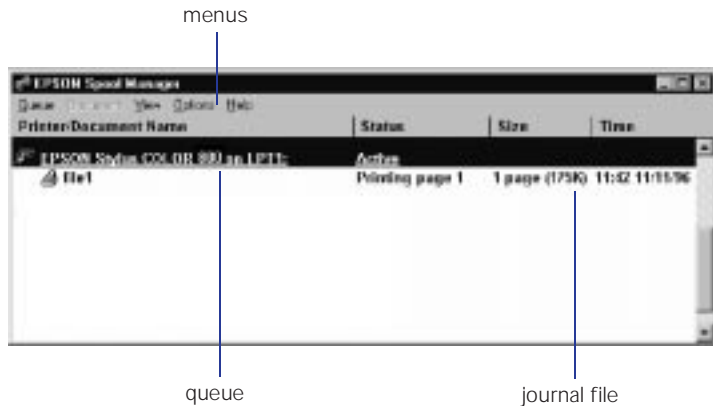 menus
EPSON Spool Manager
Queue Document View Options Help
Printer/Document Name Status Size Time
EPSON Stylus COLOR 800 on LPT1: Active
file1 Printing page 1 1 page (175K) 11:42 11/11/96
queue journal file